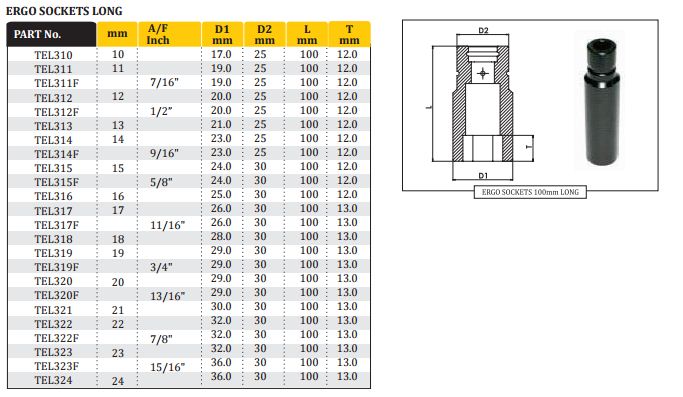 ERGO SOCKETS LONG
PART No. mm A/F Inch D1 mm D2 mm L mm T mm
TEL310 10 17.0 25 100 12.0
TEL311 11 19.0 25 100 12.0
TEL311F 7/16" 19.0 25 100 12.0
TEL312 12 20.0 25 100 12.0
TEL312F 1/2" 20.0 25 100 12.0
TEL313 13 21.0 25 100 12.0
TEL314 14 23.0 25 100 12.0
TEL314F 9/16" 23.0 25 100 12.0
TEL315 15 24.0 30 100 12.0
TEL315F 5/8" 24.0 30 100 12.0
TEL316 16 25.0 30 100 12.0
TEL317 17 26.0 30 100 13.0
TEL317F 11/16" 26.0 30 100 13.0
TEL318 18 28.0 30 100 13.0
TEL319 19 29.0 30 100 13.0
TEL319F 3/4" 29.0 30 100 13.0
TEL320 20 29.0 30 100 13.0
TEL320F 13/16" 29.0 30 100 13.0
TEL321 21 30.0 30 100 13.0
TEL322 22 32.0 30 100 13.0
TEL322F 7/8" 32.0 30 100 13.0
TEL323 23 32.0 30 100 13.0
TEL323F 15/16" 36.0 30 100 13.0
TEL324 24 36.0 30 100 13.0
D2
L
T
D1
ERGO SOCKETS 100mm LONG